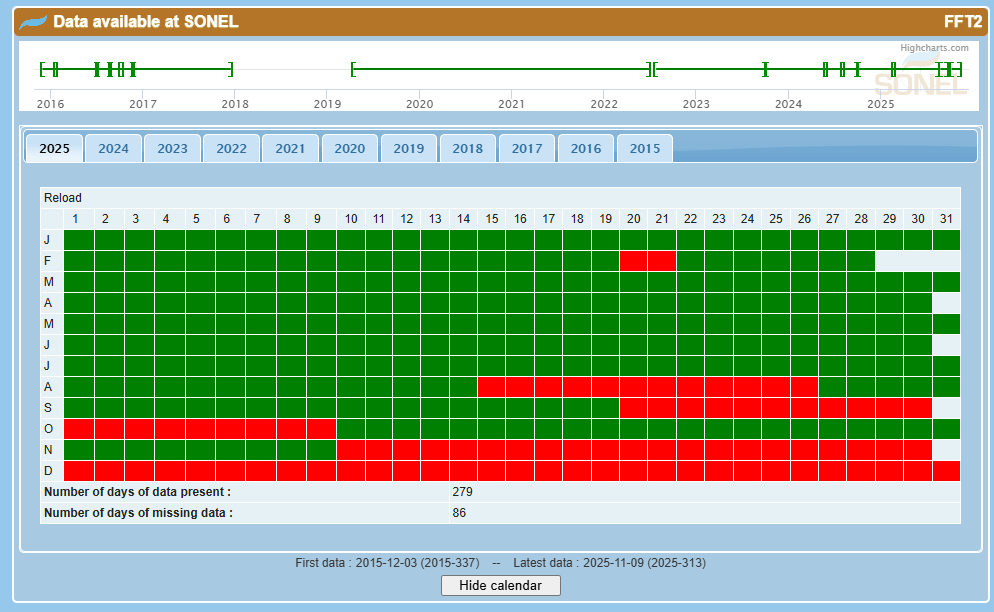 Data available at SONEL FFT2
Highcharts.com
SONEL
2016 2017 2018 2019 2020 2021 2022 2023 2024 2025
2025 2024 2023 2022 2021 2020 2019 2018 2017 2016 2015
Reload
1 2 3 4 5 6 7 8 9 10 11 12 13 14 15 16 17 18 19 20 21 22 23 24 25 26 27 28 29 30 31
J
F
M
A
M
J
J
A
S
O
N
D
Number of days of data present : 279
Number of days of missing data : 86
First data : 2015-12-03 (2015-337) -- Latest data : 2025-11-09 (2025-313)
Hide calendar